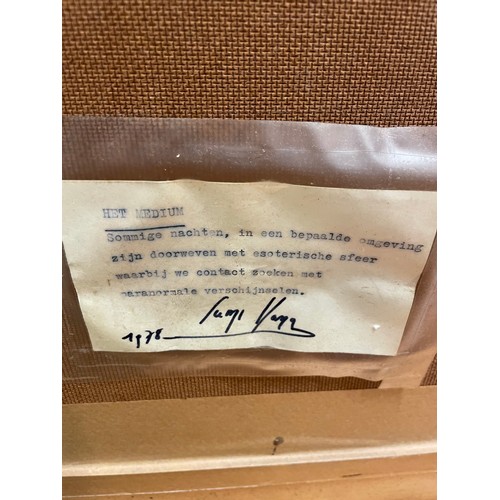 HET MEDIUM
Sommige nachten, in een bepaalde omgeving
zijn doorweven met esoterische sfeer
waarbij we contact zoeken met
paranormale verschijnselen.
1978